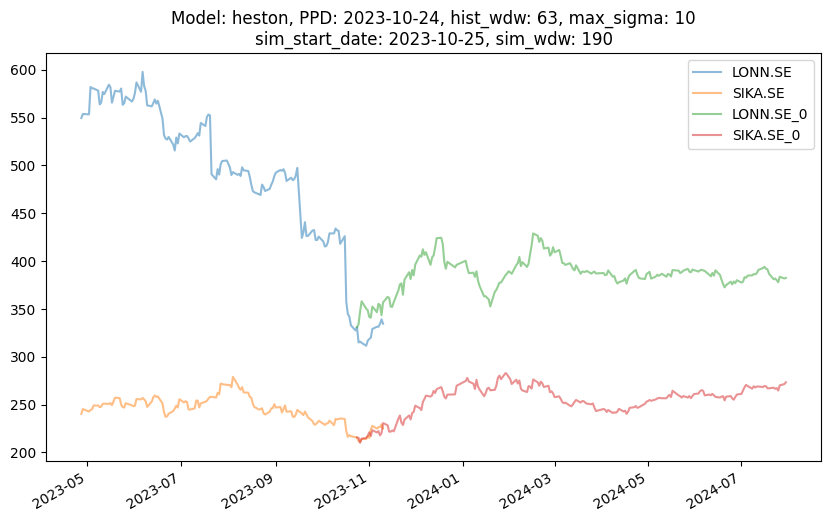 Model: heston, PPD: 2023-10-24, hist_wdw: 63, max_sigma: 10
sim_start_date: 2023-10-25, sim_wdw: 190
LONN.SE
SIKA.SE
LONN.SE_0
SIKA.SE_0
600
550
500
450
400
350
300
250
200
2023-05
2023-07
2023-09
2023-11
2024-01
2024-03
2024-05
2024-07